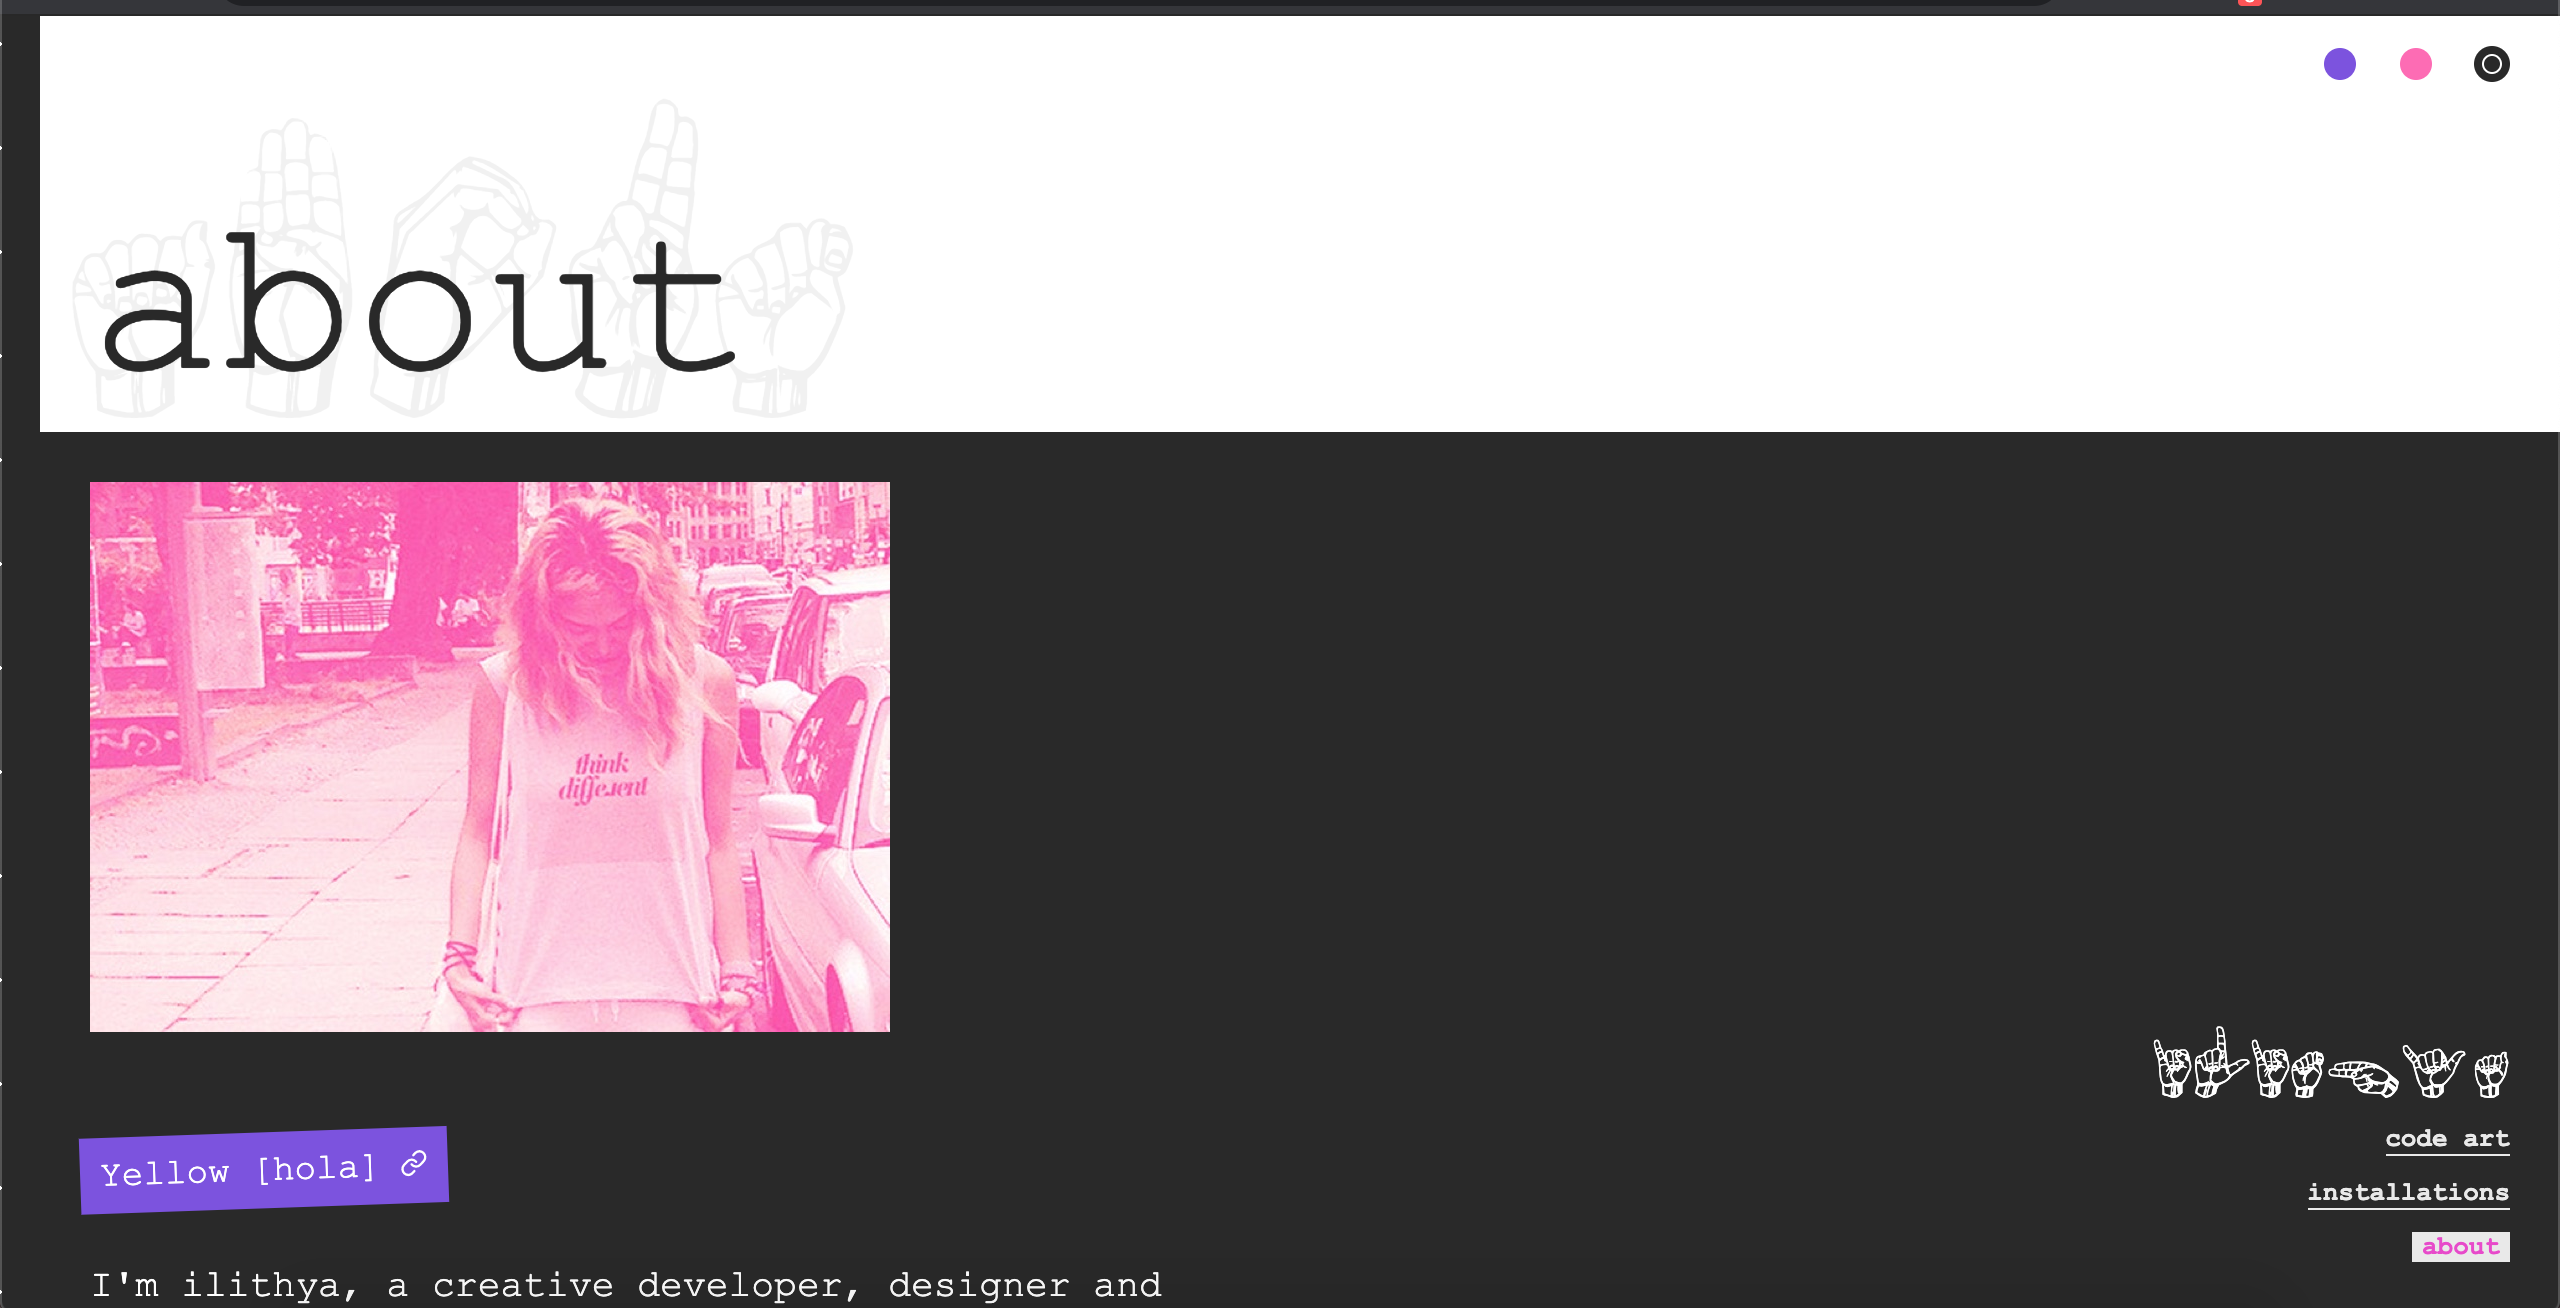 about
think
different
Yellow [hola]
I'm ilithya, a creative developer, designer and
code art
installations
about